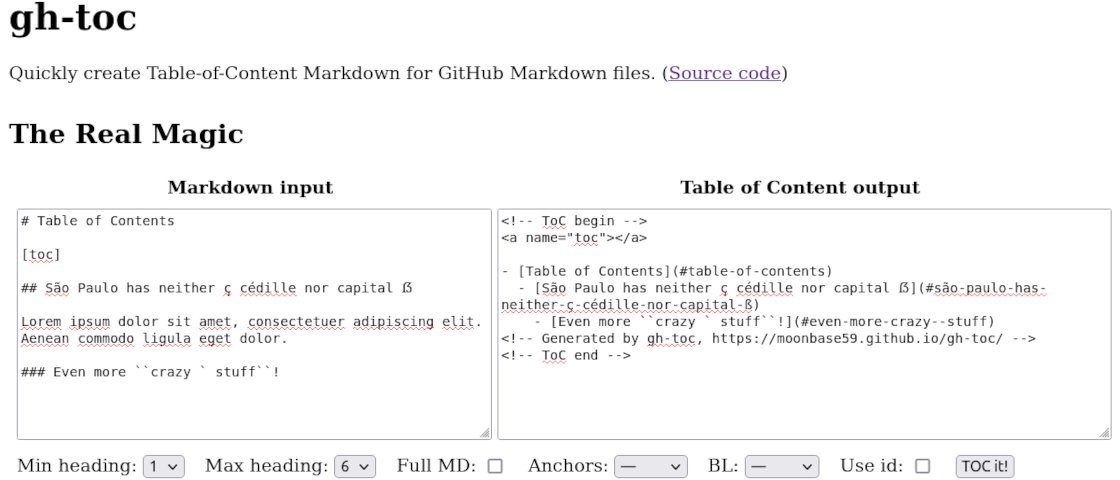 gh-toc
Quickly create Table-of-Content Markdown for GitHub Markdown files. (Source code)
The Real Magic
Markdown input
# Table of Contents
[toc]
## São Paulo has neither ç cédille nor capital ẞ
Lorem ipsum dolor sit amet, consectetuer adipiscing elit.
Aenean commodo ligula eget dolor.
### Even more ``crazy ` stuff``!
Table of Content output
<!-- ToC begin -->
<a name="toc"></a>
- [Table of Contents](#table-of-contents)
  - [São Paulo has neither ç cédille nor capital ẞ](#são-paulo-has-
neither-ç-cédille-nor-capital-ß)
    - [Even more ``crazy ` stuff``!](#even-more-crazy--stuff)
<!-- Generated by gh-toc, https://moonbase59.github.io/gh-toc/ -->
<!-- ToC end -->
Min heading: 1 Max heading: 6 Full MD: Anchors: — BL: — Use id: TOC it!